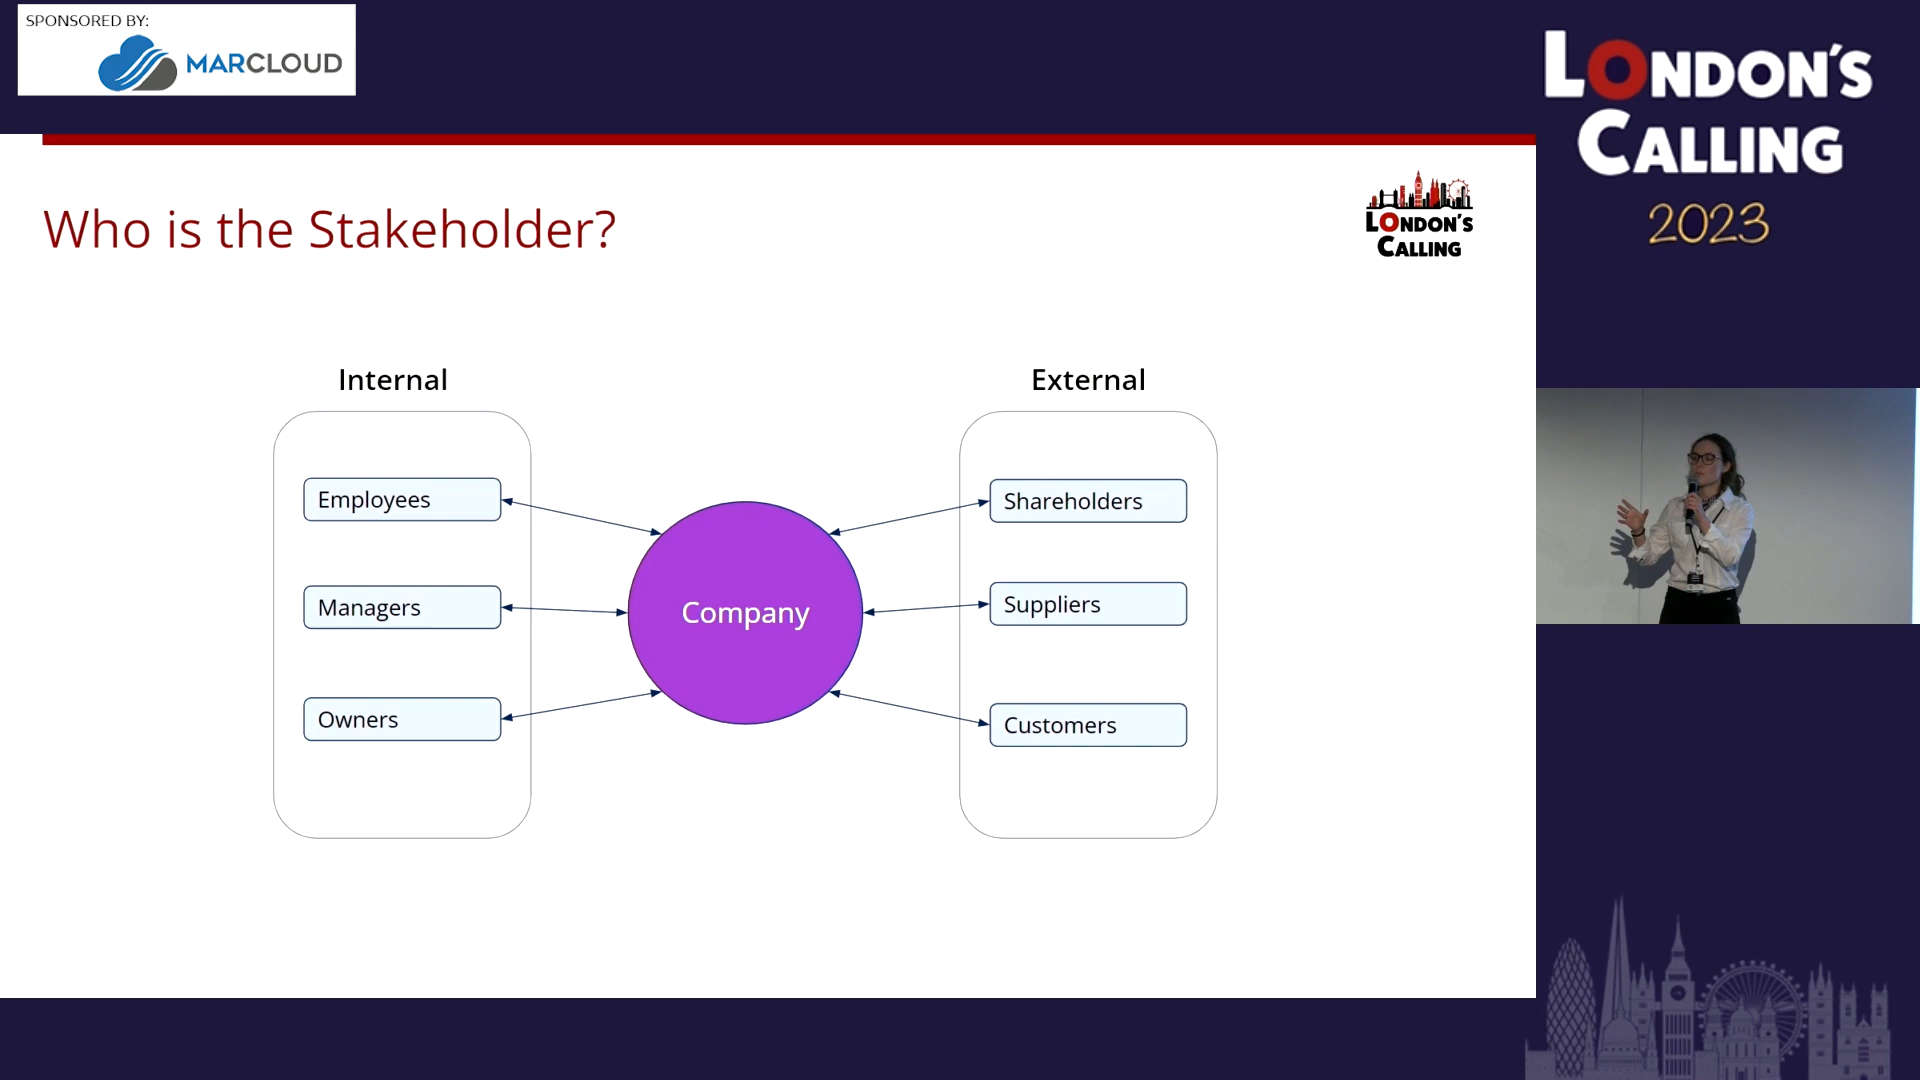 SPONSORED BY:
MARCLOUD
LONDON'S
CALLING
2023
Who is the Stakeholder?
LONDON'S
CALLING
Internal
External
Employees
Managers
Owners
Company
Shareholders
Suppliers
Customers